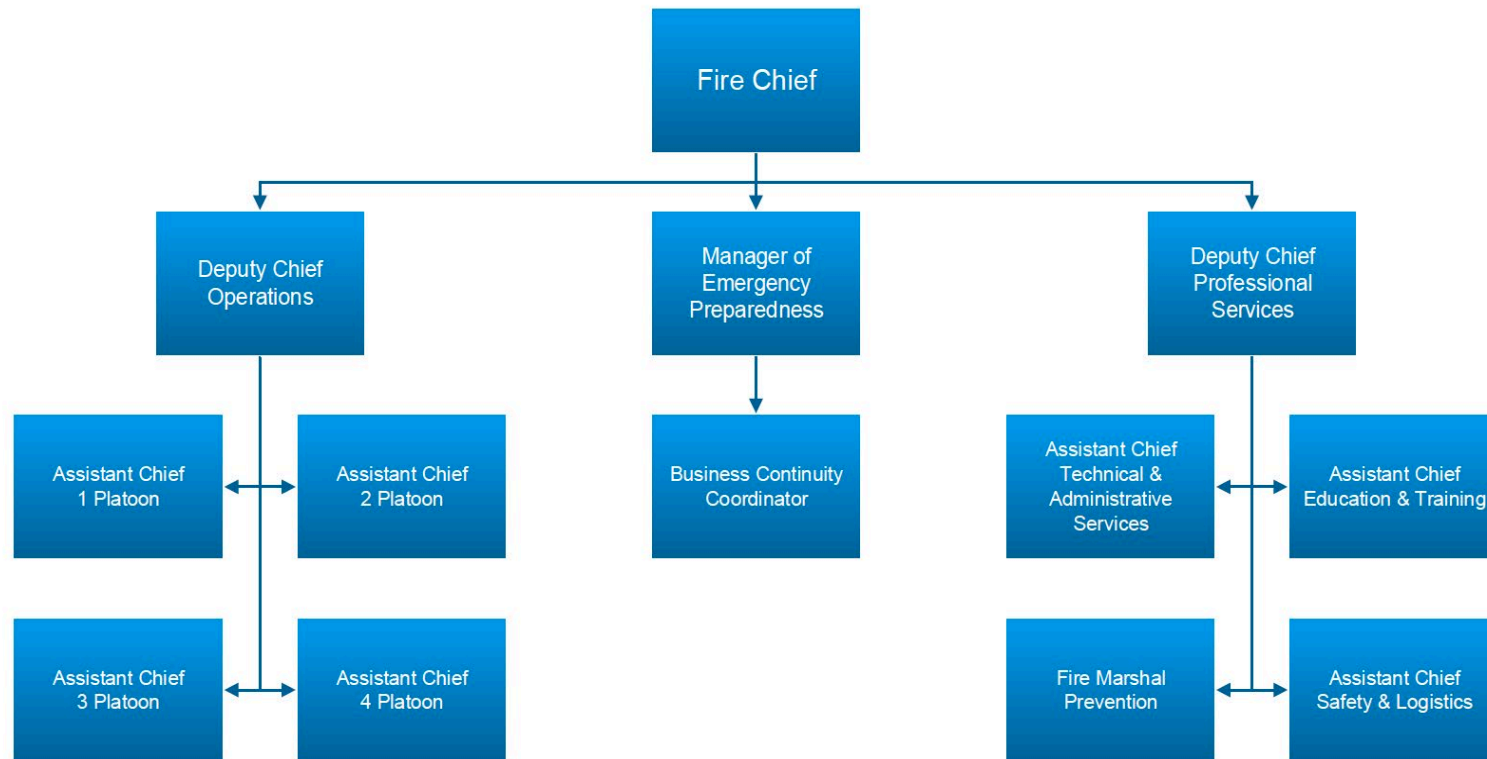 Fire Chief
Deputy Chief
Operations
Manager of
Emergency
Preparedness
Deputy Chief
Professional
Services
Assistant Chief
1 Platoon
Assistant Chief
2 Platoon
Business Continuity
Coordinator
Assistant Chief
Technical &
Administrative
Services
Assistant Chief
Education & Training
Assistant Chief
3 Platoon
Assistant Chief
4 Platoon
Fire Marshal
Prevention
Assistant Chief
Safety & Logistics